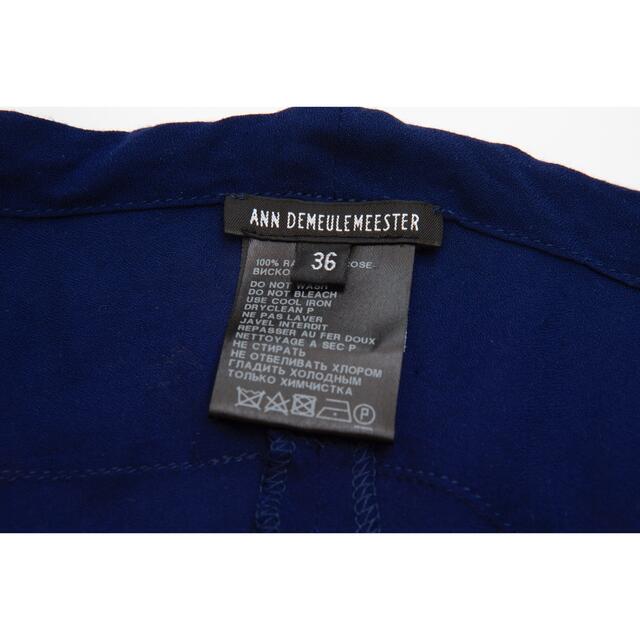 ANN DEMEULEMEESTER
36
100%
DO NOT WASH
DO NOT BLEACH
USE COOL IRON
DRYCLEAN P
NE PAS LAVER
JAVEL INTERDIT
REPASSER AU FER DOUX
NETTOYAGE A SEC P
НЕ СТИРАТЬ
НЕ ОТБЕЛИВАТЬ ХЛОРОМ
ГЛАДИТЬ ХОЛОДНЫМ
ТОЛЬКО ХИМЧИСТКА
P